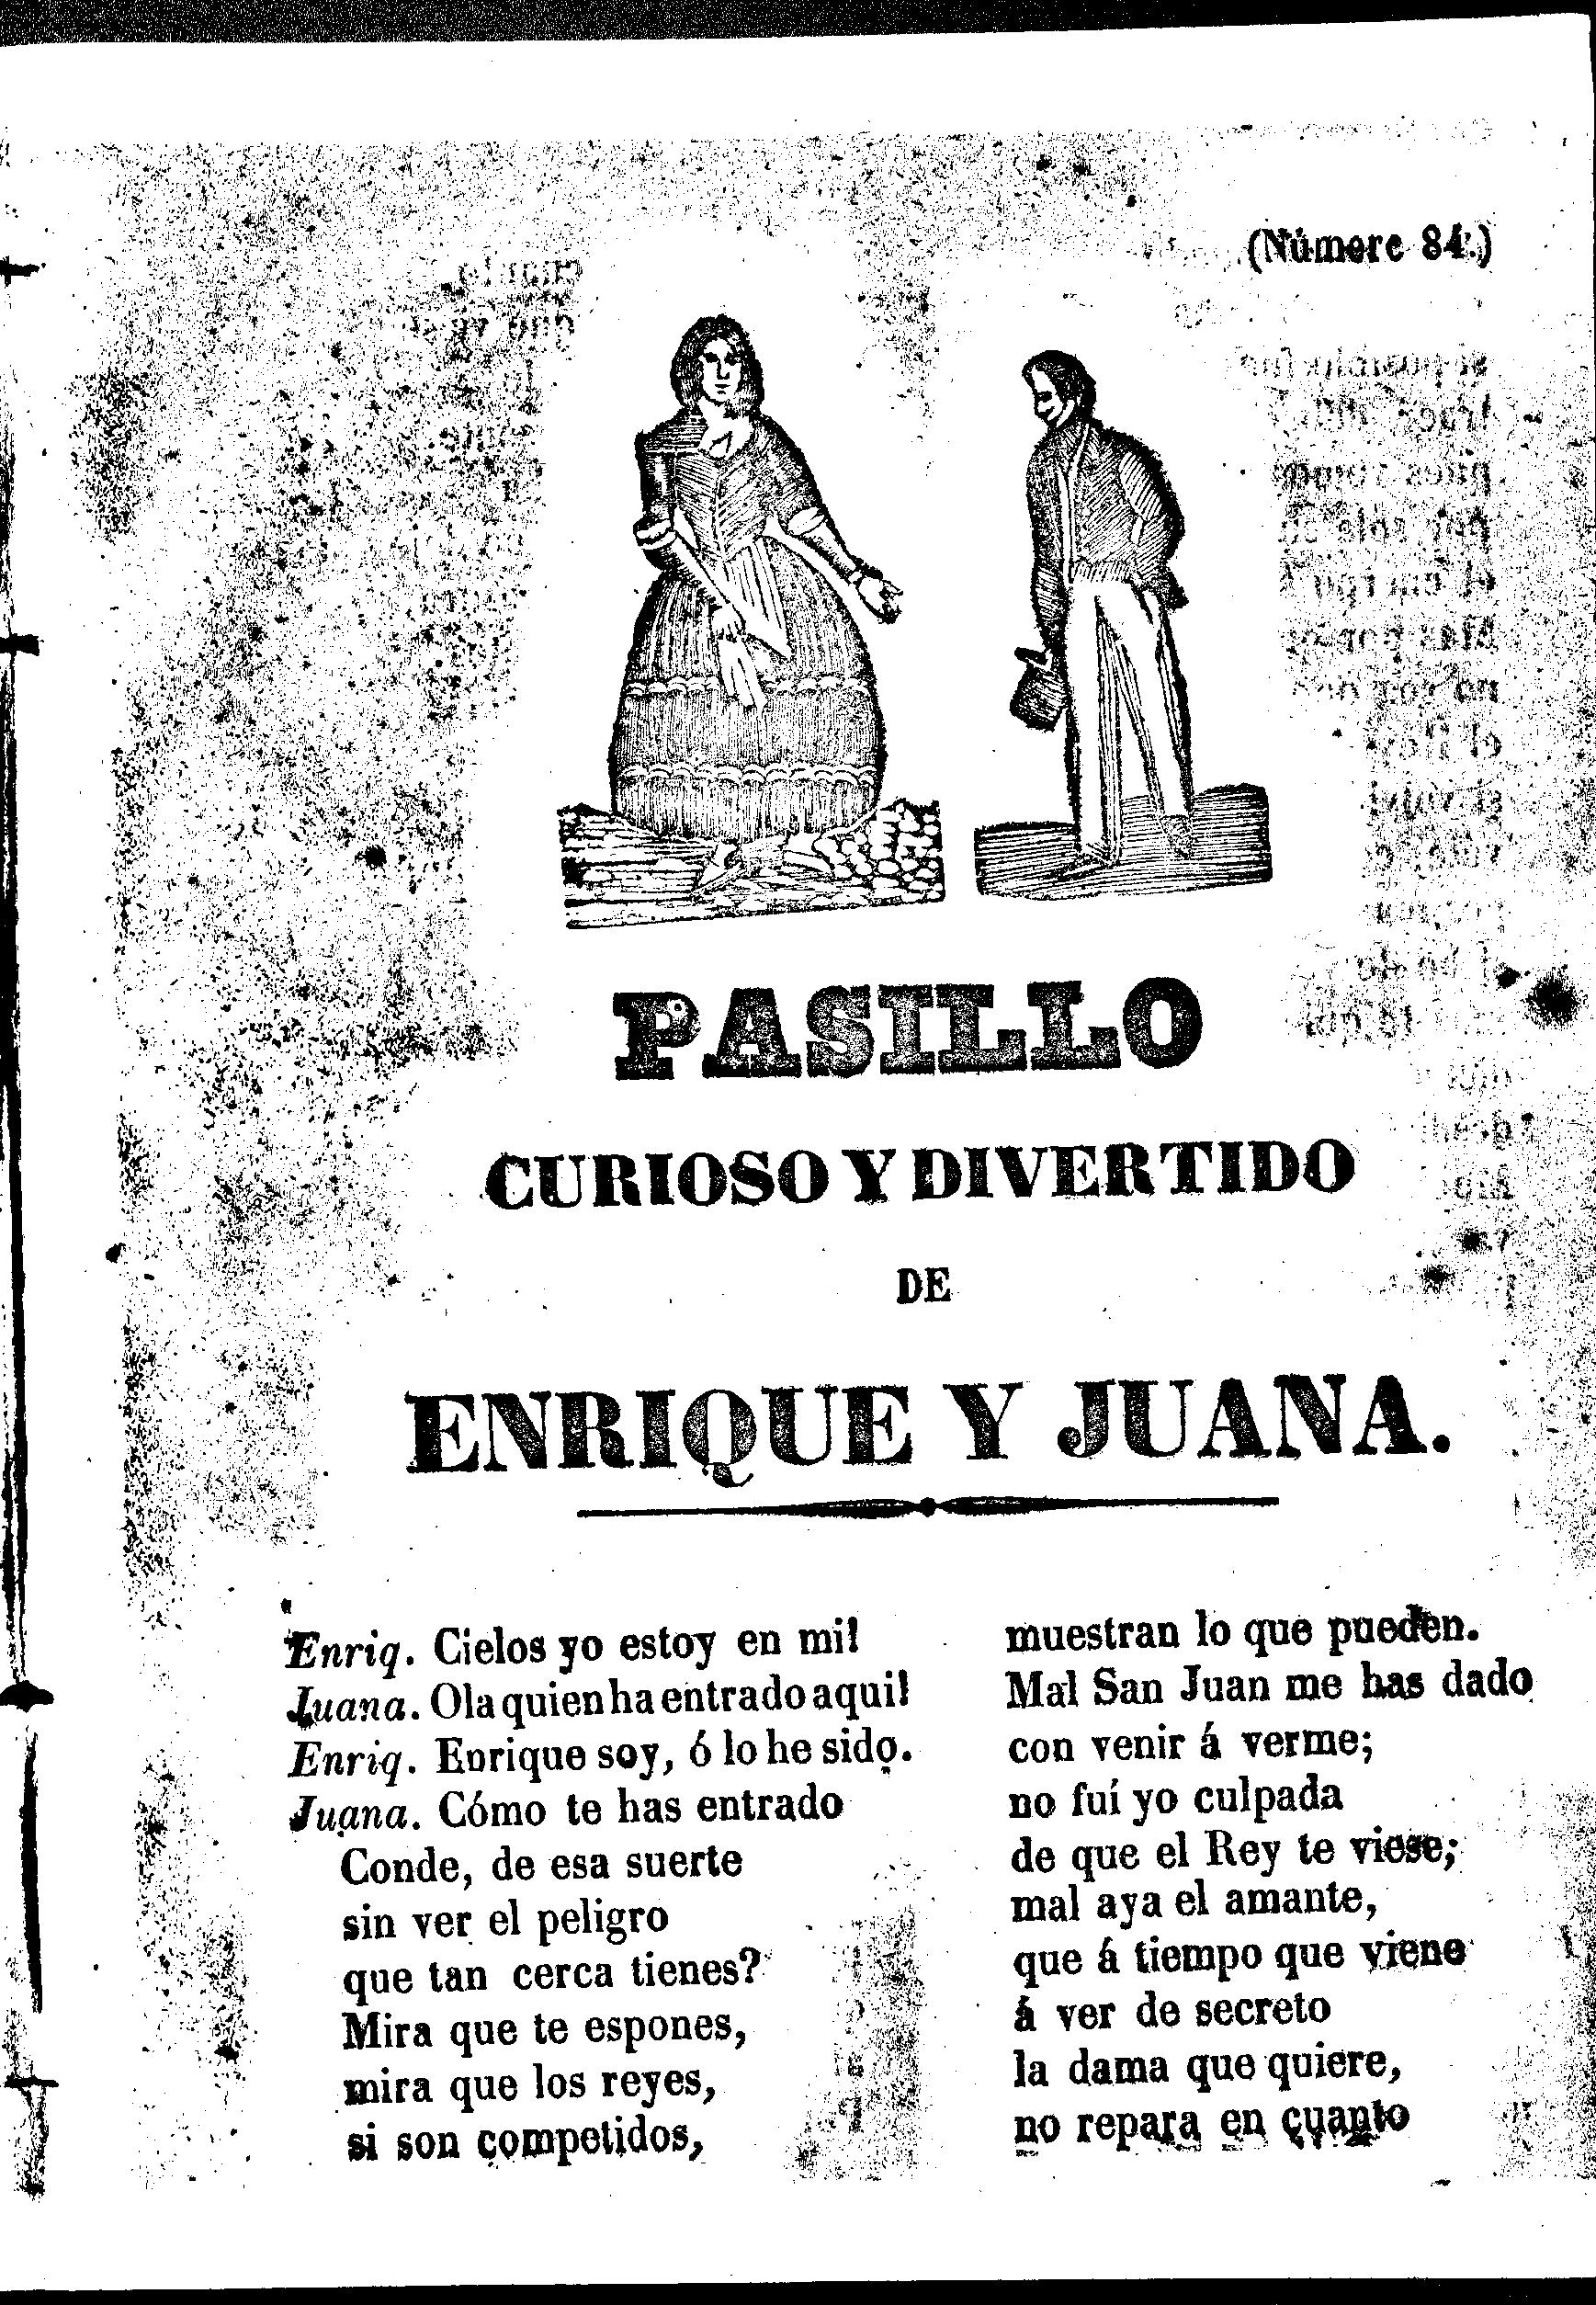 (Númere 84.)
PASILLO
CURIOSO Y DIVERTIDO
DE
ENRIQUE Y JUANA.
Enriq. Cielos yo estoy en mi!
Juana. Ola quien ha entrado aqui!
Enriq. Enrique soy, ó lo he sido.
Juana. Cómo te has entrado
Conde, de esa suerte
sin ver el peligro
que tan cerca tienes?
Mira que te espones,
mira que los reyes,
si son competidos,
muestran lo que pueden.
Mal San Juan me has dado
con venir á verme;
no fuí yo culpada
de que el Rey te viese;
mal aya el amante,
que á tiempo que viene
á ver de secreto
la dama que quiere,
no repara en cuanto